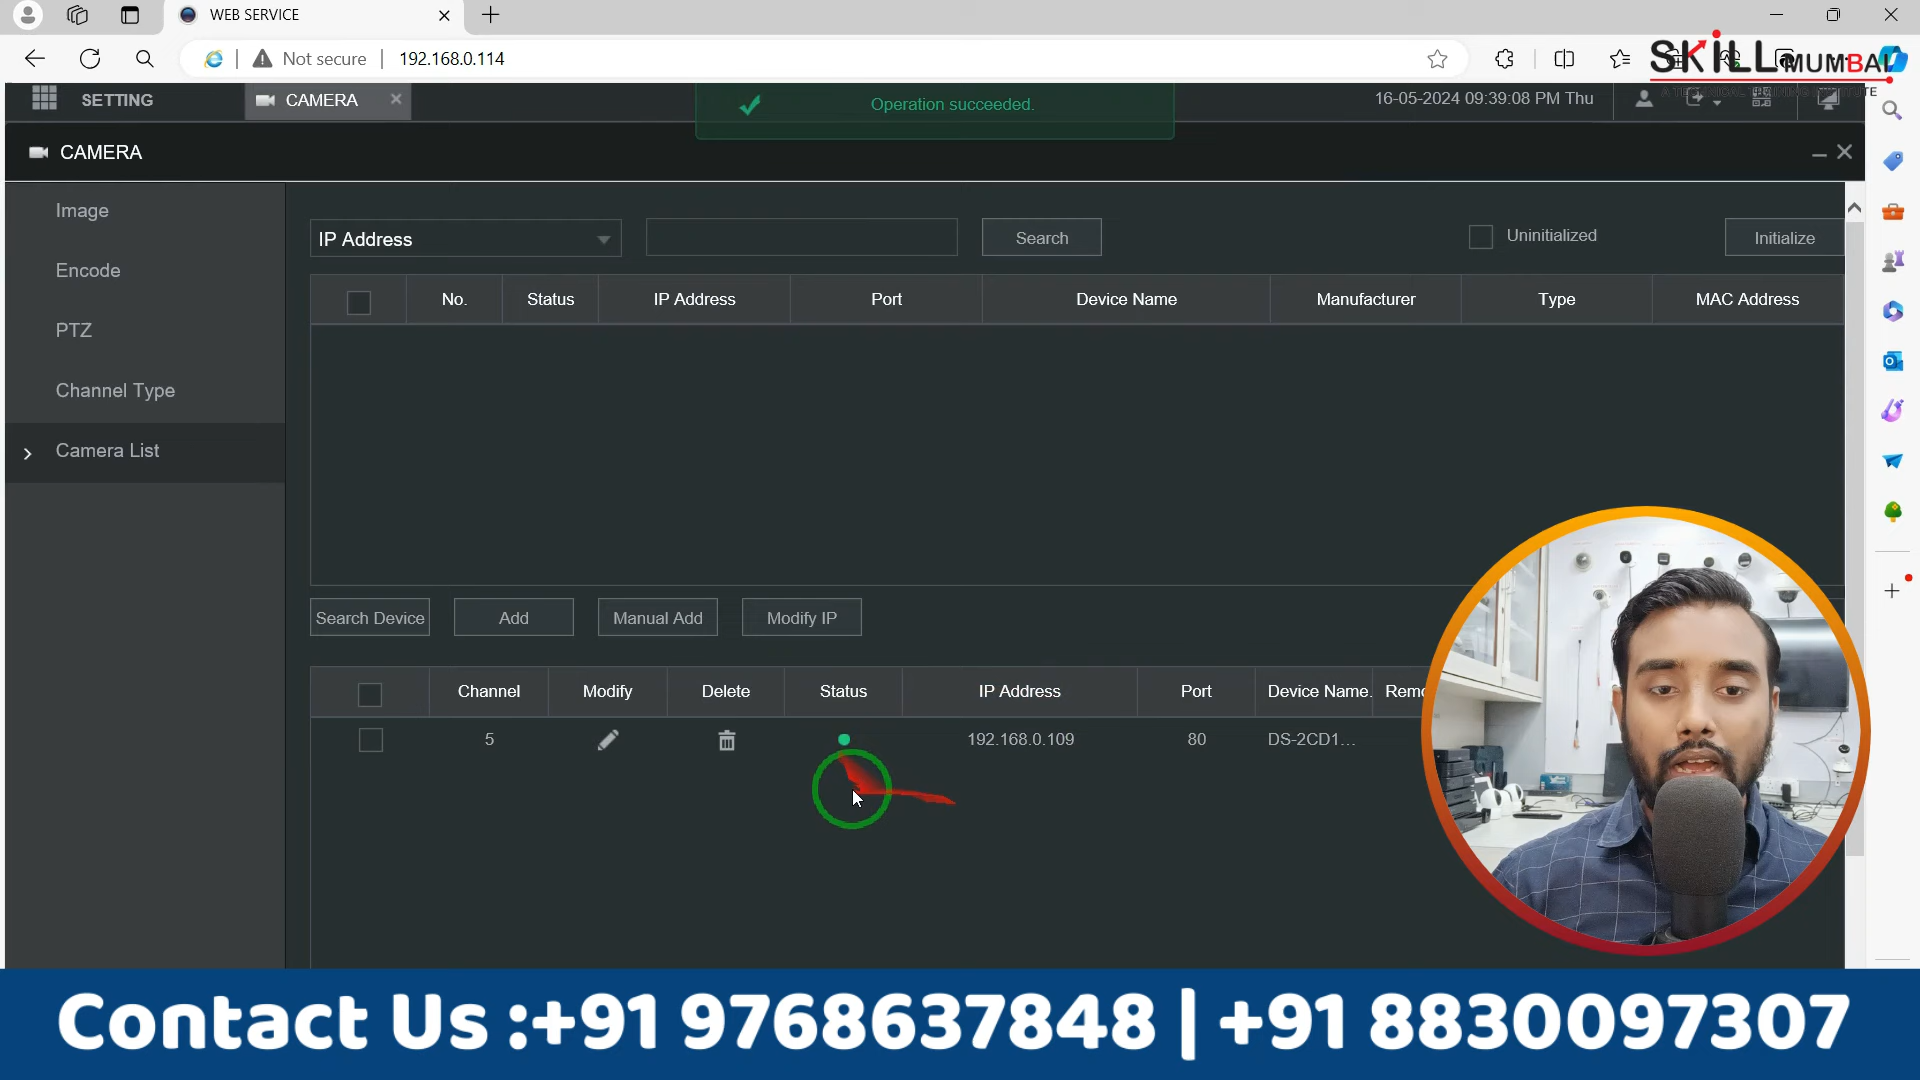 WEB SERVICE
Not secure
192.168.0.114
SKILL MUMBAI
A TECHNICAL TRAINING INSTITUTE
SETTING
CAMERA
Operation succeeded.
16-05-2024 09:39:08 PM Thu
CAMERA
Image
Encode
PTZ
Channel Type
Camera List
IP Address
Search
Uninitialized
Initialize
No. Status IP Address Port Device Name Manufacturer Type MAC Address
Search Device Add Manual Add Modify IP
Channel Modify Delete Status IP Address Port Device Name
5 192.168.0.109 80 DS-2CD1...
Contact Us :+91 9768637848 | +91 8830097307